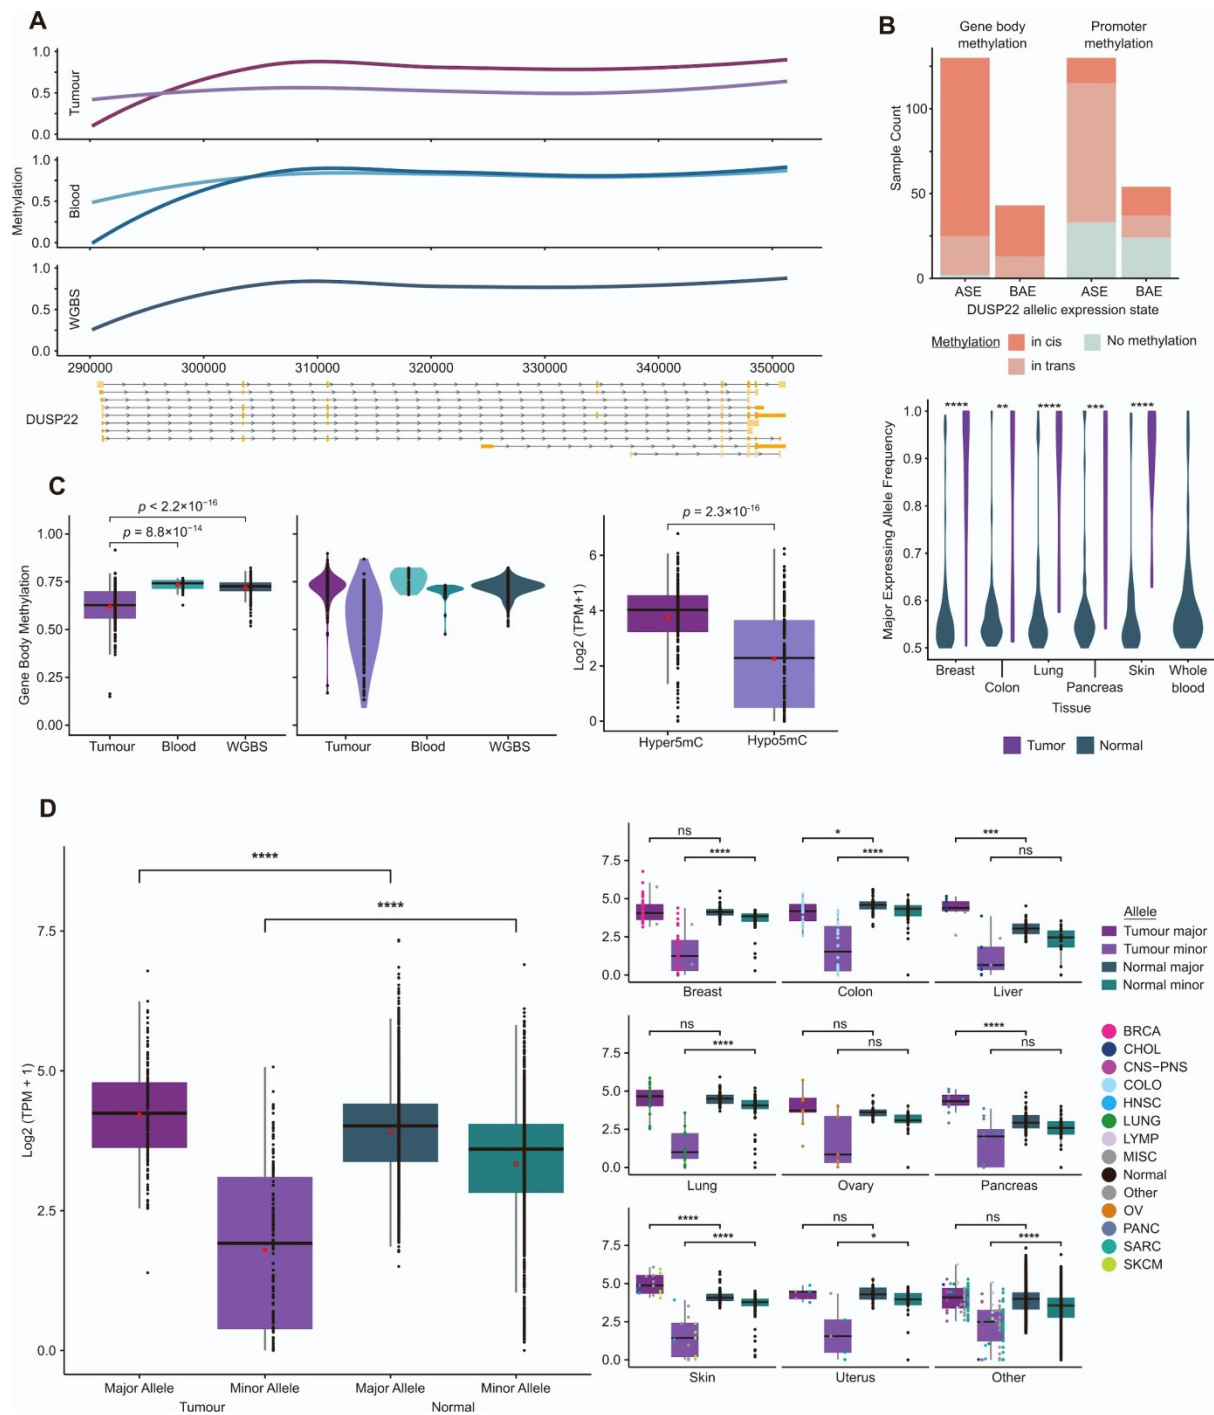 A
1.0
0.5
0.0
Tumour
1.0
0.5
0.0
Blood
1.0
0.5
0.0
WGBS
Methylation
290000 300000 310000 320000 330000 340000 350000
DUSP22
B
Gene body methylation
Promoter methylation
Sample Count
100
50
0
ASE BAE ASE BAE
DUSP22 allelic expression state
Methylation
in cis
in trans
No methylation
Major Expressing Allele Frequency
1.0
0.9
0.8
0.7
0.6
0.5
**** ** **** *** ****
Breast
Colon
Lung
Pancreas
Skin
Whole blood
Tissue
Tumor Normal
C
Gene Body Methylation
1.00
0.75
0.50
0.25
0.00
p < 2.2×10−16
p = 8.8×10−14
Tumour Blood WGBS
Tumour Blood WGBS
Log2 (TPM+1)
6
4
2
0
p = 2.3×10-16
Hyper5mC Hypo5mC
D
Log2 (TPM + 1)
7.5
5.0
2.5
0.0
****
****
Major Allele Minor Allele Major Allele Minor Allele
Tumour Normal
7.5
5.0
2.5
0.0
ns
****
Breast
*
****
Colon
***
ns
Liver
7.5
5.0
2.5
0.0
ns
****
Lung
ns
ns
Ovary
****
ns
Pancreas
7.5
5.0
2.5
0.0
****
****
Skin
ns
*
Uterus
ns
****
Other
Allele
Tumour major
Tumour minor
Normal major
Normal minor
BRCA
CHOL
CNS−PNS
COLO
HNSC
LUNG
LYMP
MISC
Normal
Other
OV
PANC
SARC
SKCM